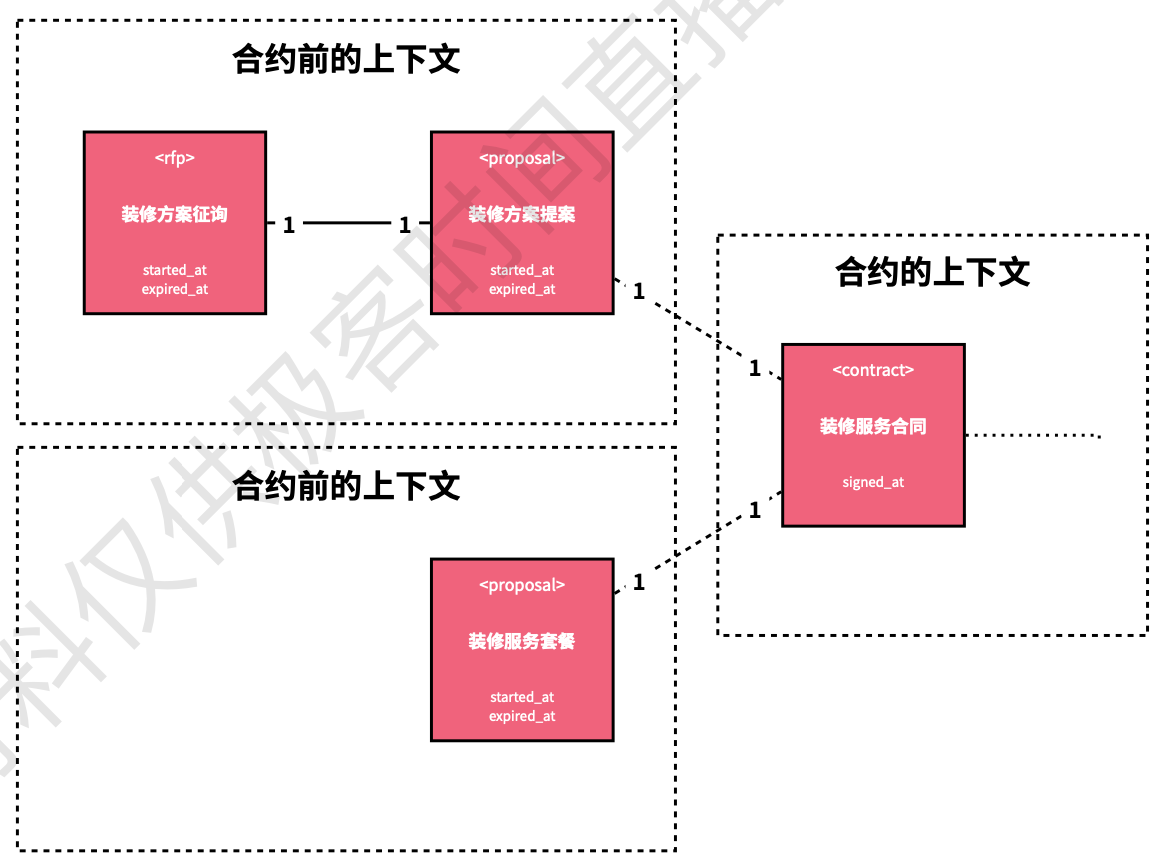 合约前的上下文
<rfp>
装修方案征询
started_at
expired_at
1
1
<proposal>
装修方案提案
started_at
expired_at
1
合约的上下文
1
<contract>
装修服务合同
signed_at
1
合约前的上下文
<proposal>
装修服务套餐
started_at
expired_at
1
料仅供极客时间直播